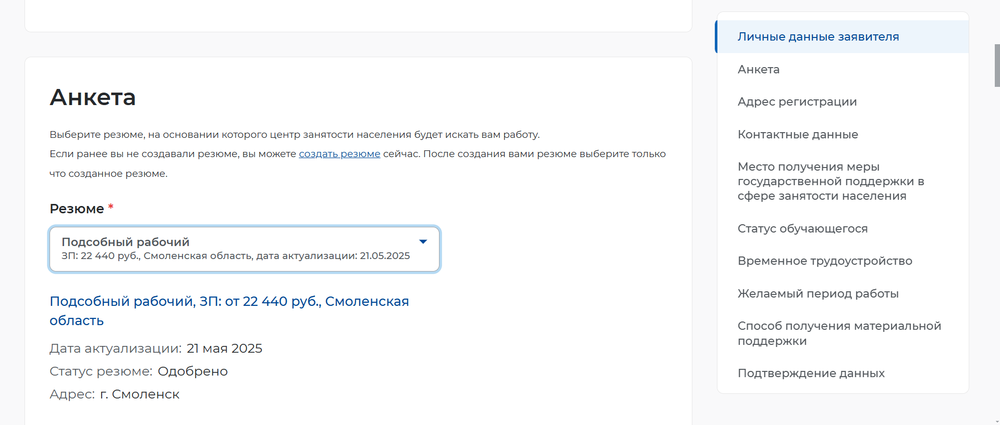 Анкета
Выберите резюме, на основании которого центр занятости населения будет искать вам работу.
Если ранее вы не создавали резюме, вы можете создать резюме сейчас. После создания вами резюме выберите только
что созданное резюме.
Резюме *
Подсобный рабочий
ЗП: 22 440 руб., Смоленская область, дата актуализации: 21.05.2025
Подсобный рабочий, ЗП: от 22 440 руб., Смоленская
область
Дата актуализации: 21 мая 2025
Статус резюме: Одобрено
Адрес: г. Смоленск
Личные данные заявителя
Анкета
Адрес регистрации
Контактные данные
Место получения меры
государственной поддержки в
сфере занятости населения
Статус обучающегося
Временное трудоустройство
Желаемый период работы
Способ получения материальной
поддержки
Подтверждение данных